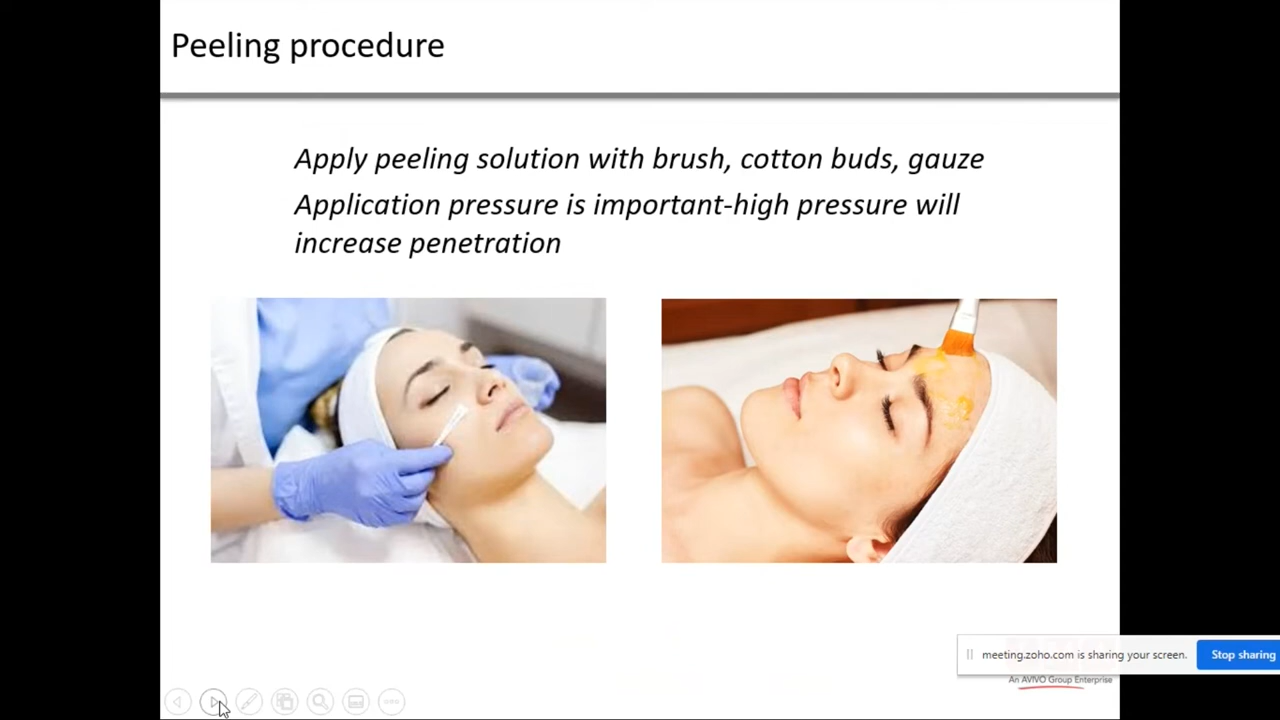 Peeling procedure
Apply peeling solution with brush, cotton buds, gauze
Application pressure is important-high pressure will
increase penetration
meeting.zoho.com is sharing your screen.
Stop sharing
An AVIVO Group Enterprise